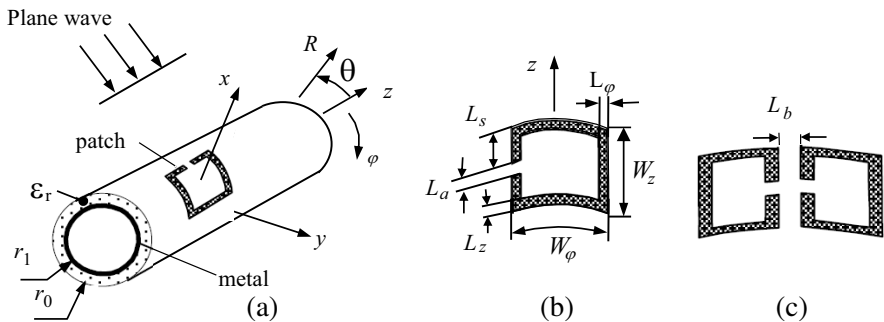 Plane wave
R
θ
x
z
patch
φ
ε_r
y
r_1
metal
r_0
(a)
z
L_φ
L_s
L_a
W_z
L_z
W_φ
(b)
L_b
(c)